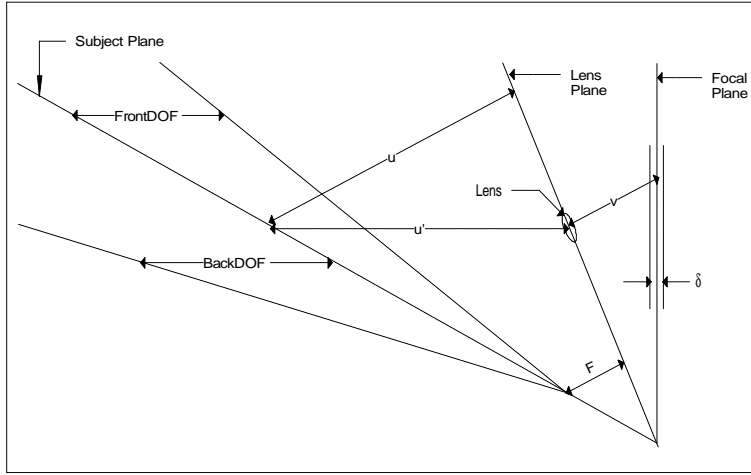 Subject Plane
Lens
Plane
Focal
Plane
FrontDOF
u
Lens
v
u'
BackDOF
δ
F